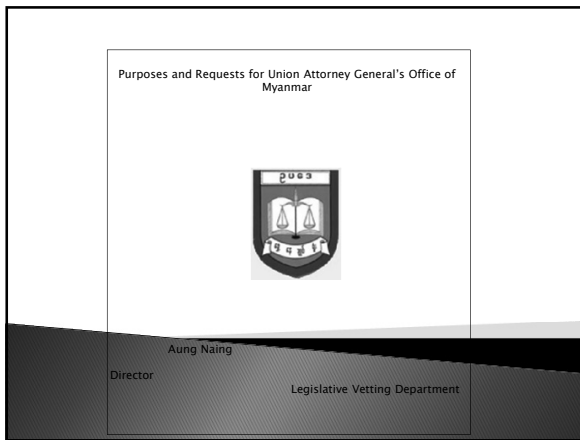 Purposes and Requests for Union Attorney General's Office of
Myanmar
Aung Naing
Director
Legislative Vetting Department